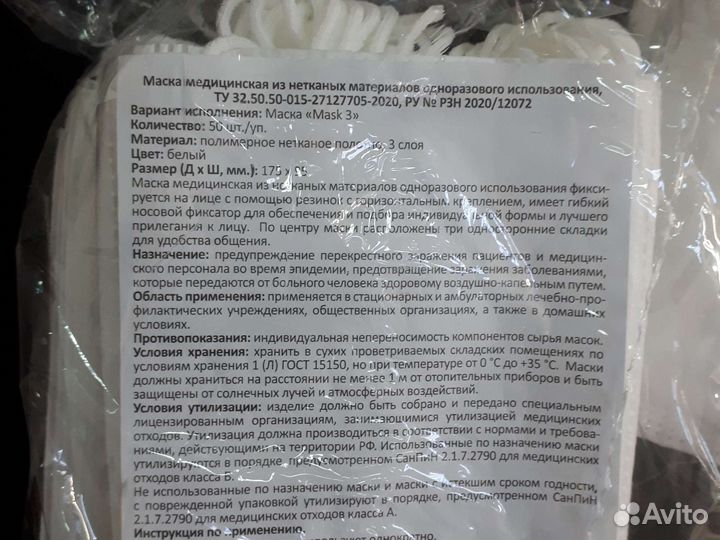 Маска медицинская из нетканых материалов одноразового использования,
ТУ 32.50.50-015-27127705-2020, РУ № РЗН 2020/12072
Вариант исполнения: Маска «Mask 3»
Количество: 50 шт./уп.
Материал: полимерное нетканое полотно, 3 слоя
Цвет: белый
Размер (Д х Ш, мм.): 175 х 95
Маска медицинская из нетканых материалов одноразового использования фикси-
руется на лице с помощью резинок с горизонтальным креплением, имеет гибкий
носовой фиксатор для обеспечения и подбора индивидуальной формы и лучшего
прилегания к лицу. По центру маски расположены три односторонние складки
для удобства общения.
Назначение: предупреждение перекрестного заражения пациентов и медицин-
ского персонала во время эпидемии, предотвращение заражения заболеваниями,
которые передаются от больного человека здоровому воздушно-капельным путем.
Область применения: применяется в стационарных и амбулаторных лечебно-про-
филактических учреждениях, общественных организациях, а также в домашних
условиях.
Противопоказания: индивидуальная непереносимость компонентов сырья масок.
Условия хранения: хранить в сухих проветриваемых складских помещениях по
условиям хранения 1 (Л) ГОСТ 15150, но при температуре от 0 °С до +35 °С. Маски
должны храниться на расстоянии не менее 1 м от отопительных приборов и быть
защищены от солнечных лучей и атмосферных воздействий.
Условия утилизации: изделие должно быть собрано и передано специальным
лицензированным организациям, занимающимися утилизацией медицинских
отходов. Утилизация должна производиться в соответствии с нормами и требова-
ниями, действующими на территории РФ. Использованные по назначению маски
утилизируются в порядке, предусмотренном СанПиН 2.1.7.2790 для медицинских
отходов класса Б.
Не использованные по назначению маски и маски с истекшим сроком годности,
с поврежденной упаковкой утилизируют в порядке, предусмотренном СанПиН
2.1.7.2790 для медицинских отходов класса А.
Инструкция по применению.
используют однократно.
Avito